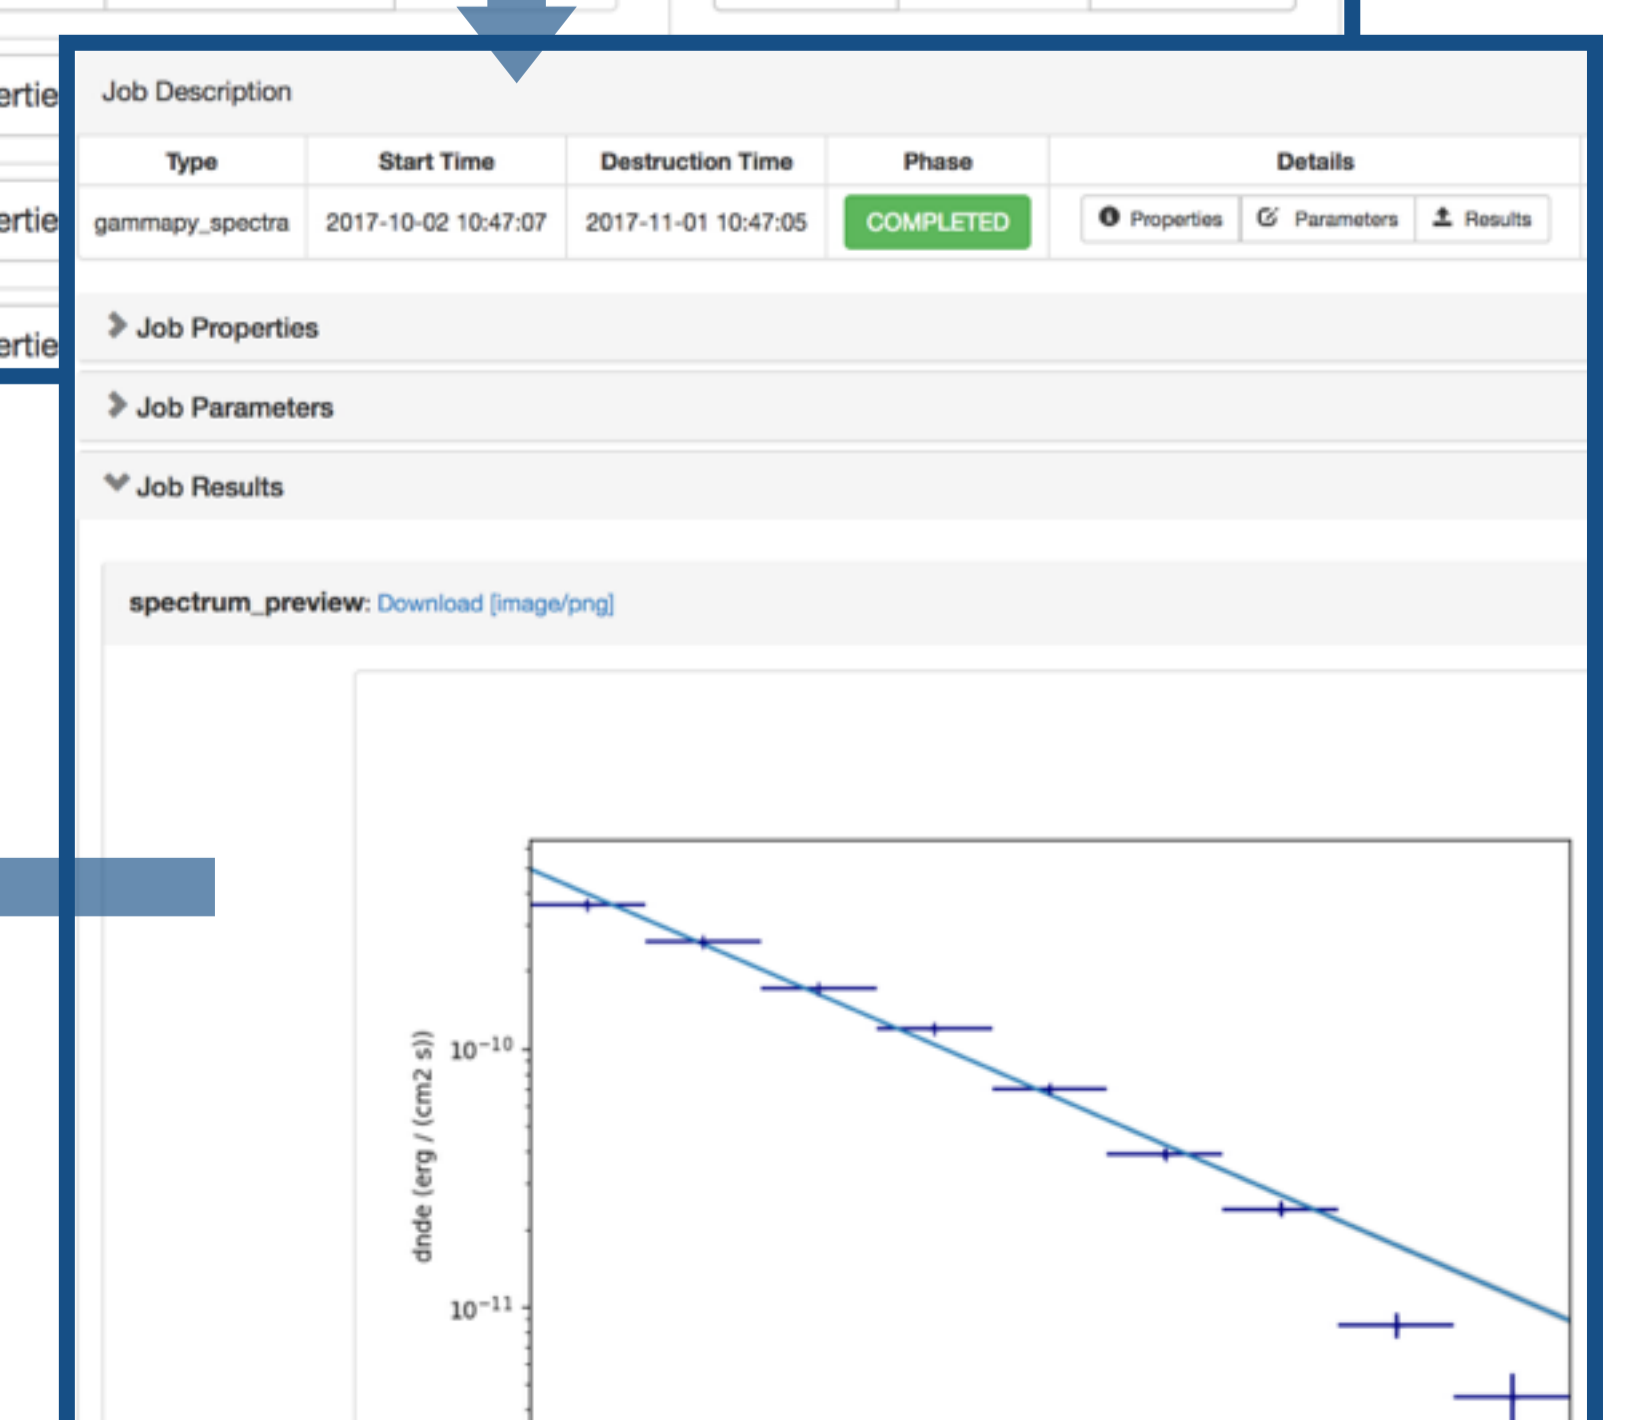 Job Description
Type Start Time Destruction Time Phase Details
gammapy_spectra 2017-10-02 10:47:07 2017-11-01 10:47:05 COMPLETED Properties Parameters Results
Job Properties
Job Parameters
Job Results
spectrum_preview: Download [image/png]
dnde (erg / (cm2 s))
10⁻¹⁰
10⁻¹¹
ertie
ertie
ertie